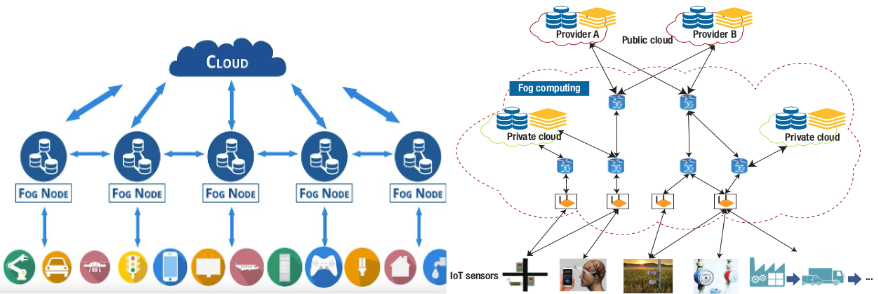 CLOUD
FOG NODE
FOG NODE
FOG NODE
FOG NODE
FOG NODE
Provider A
Public cloud
Provider B
Fog computing
Private cloud
Private cloud
IoT sensors
...